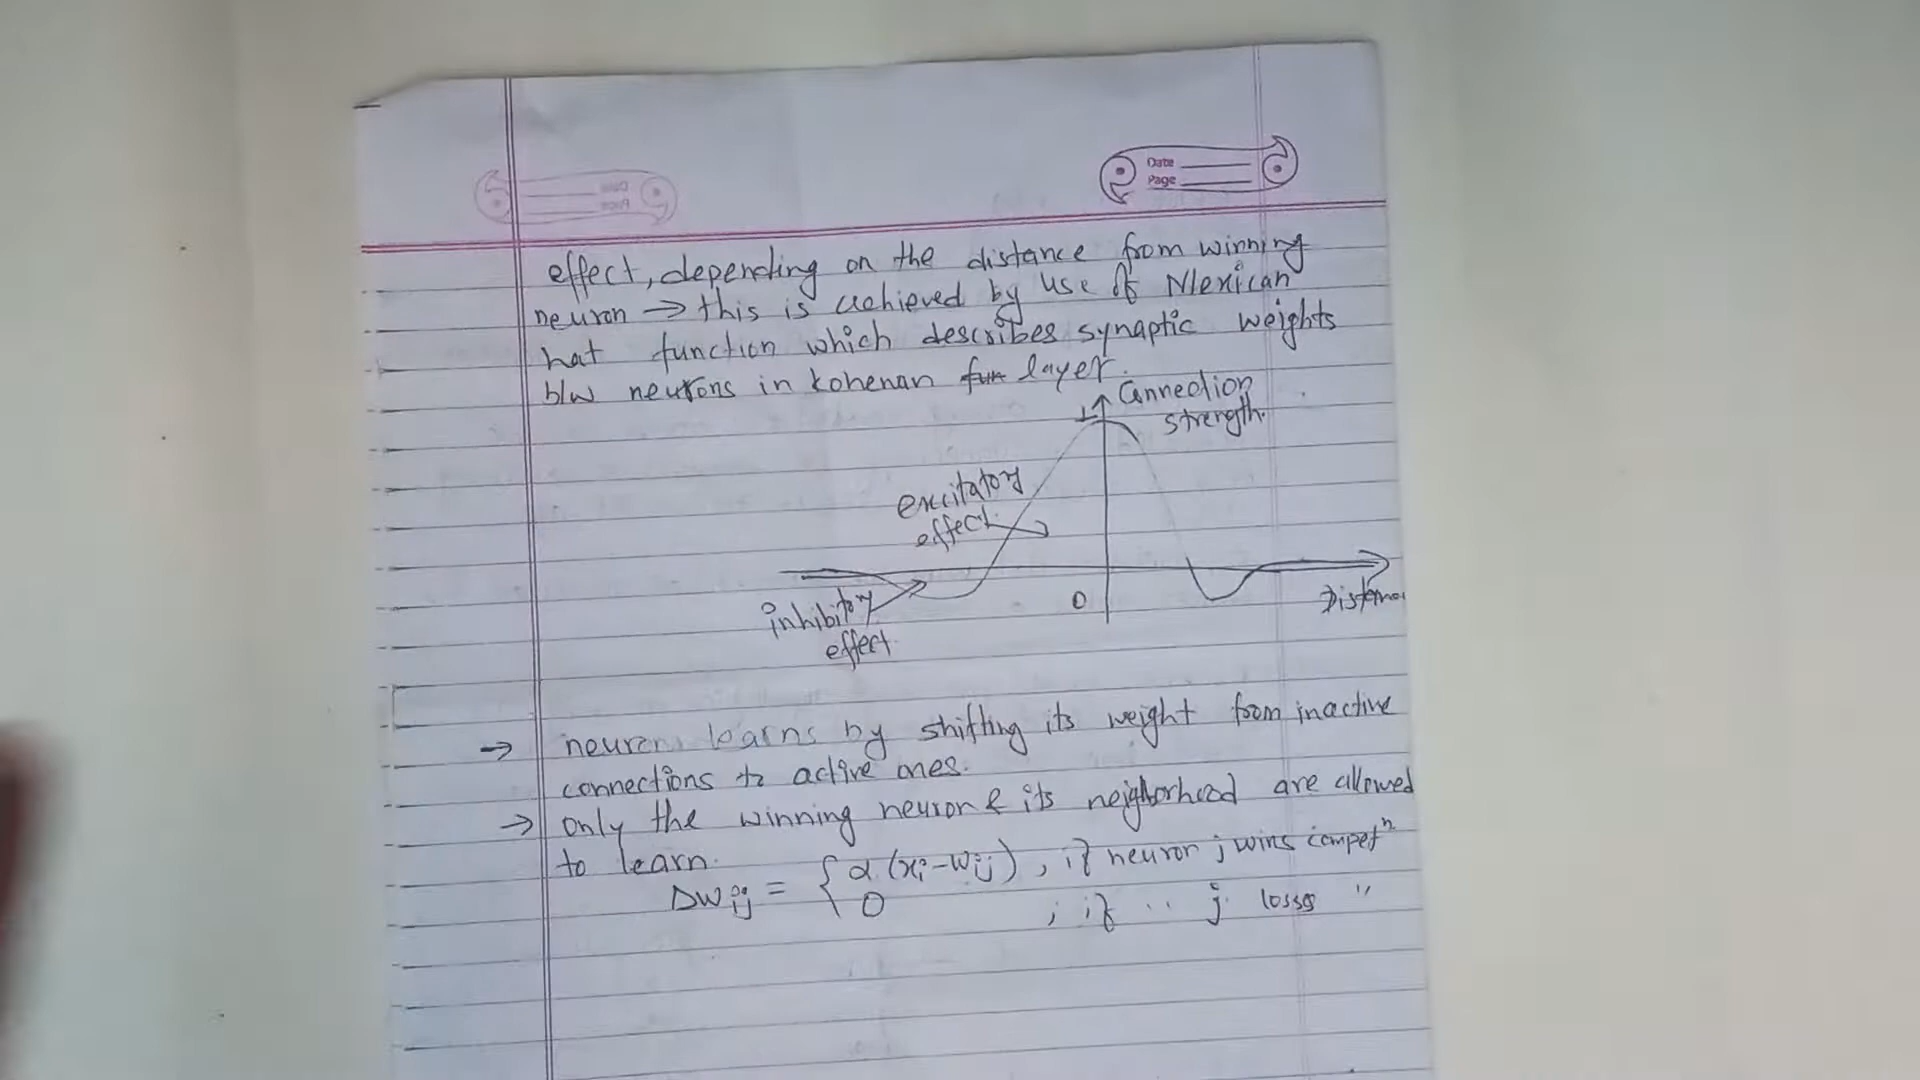 Date
Page
effect, depending on the distance from winning
neuron → this is achieved by use of Mexican
hat function which describes synaptic weights
b/w neurons in kohenan layer.
Connection
strength.
excitatory
effect.
inhibitory
effect.
0
Distance
→ neuron learns by shifting its weight from inactive
connections to active ones.
→ only the winning neuron & its neighborhood are allowed
to learn.
Δwij = { α (xi - wij) , if neuron j wins competⁿ
0 ; if " j losses "